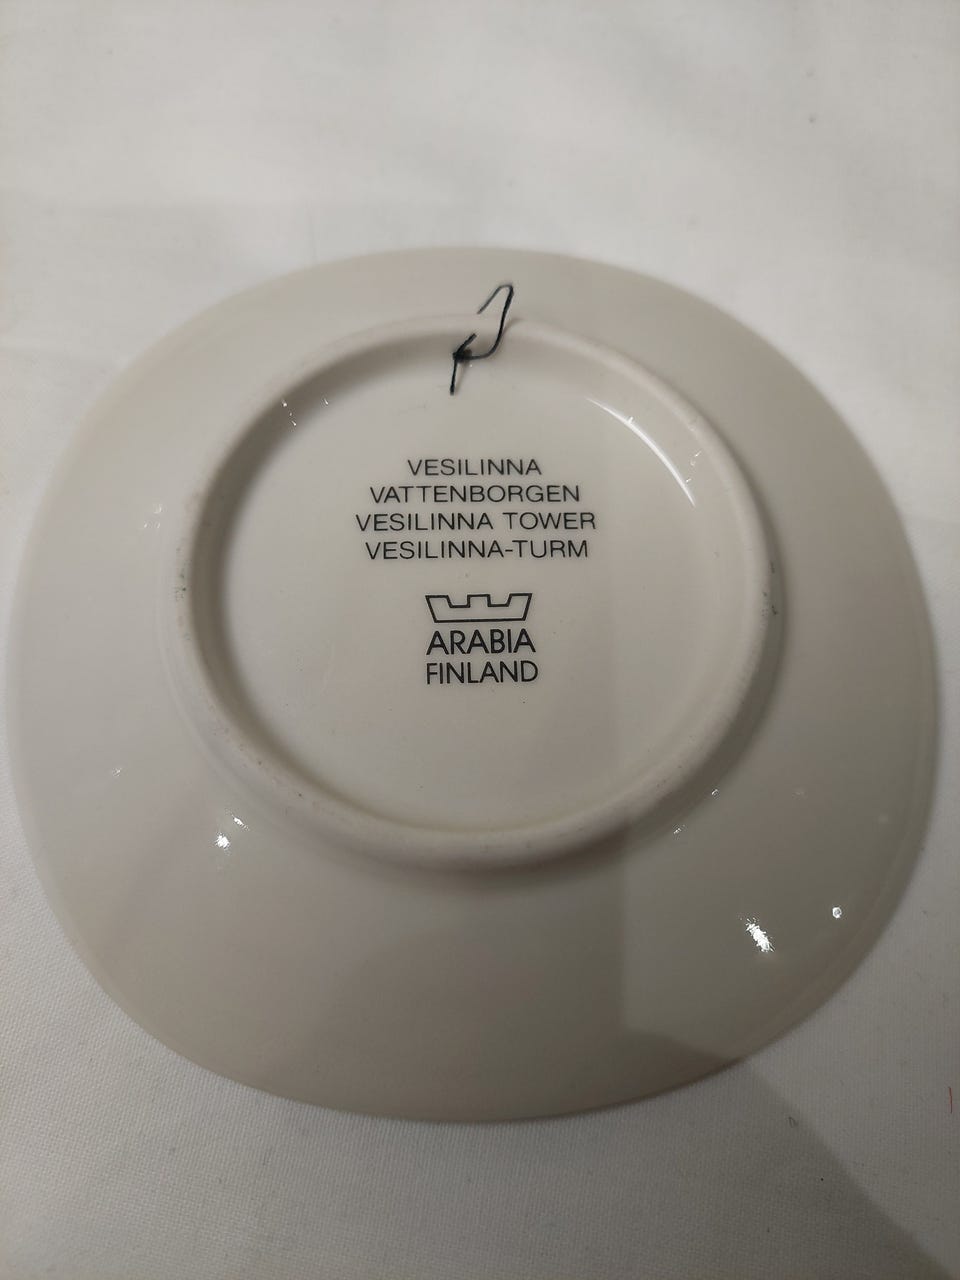 VESILINNA
VATTENBORGEN
VESILINNA TOWER
VESILINNA-TURM
ARABIA
FINLAND